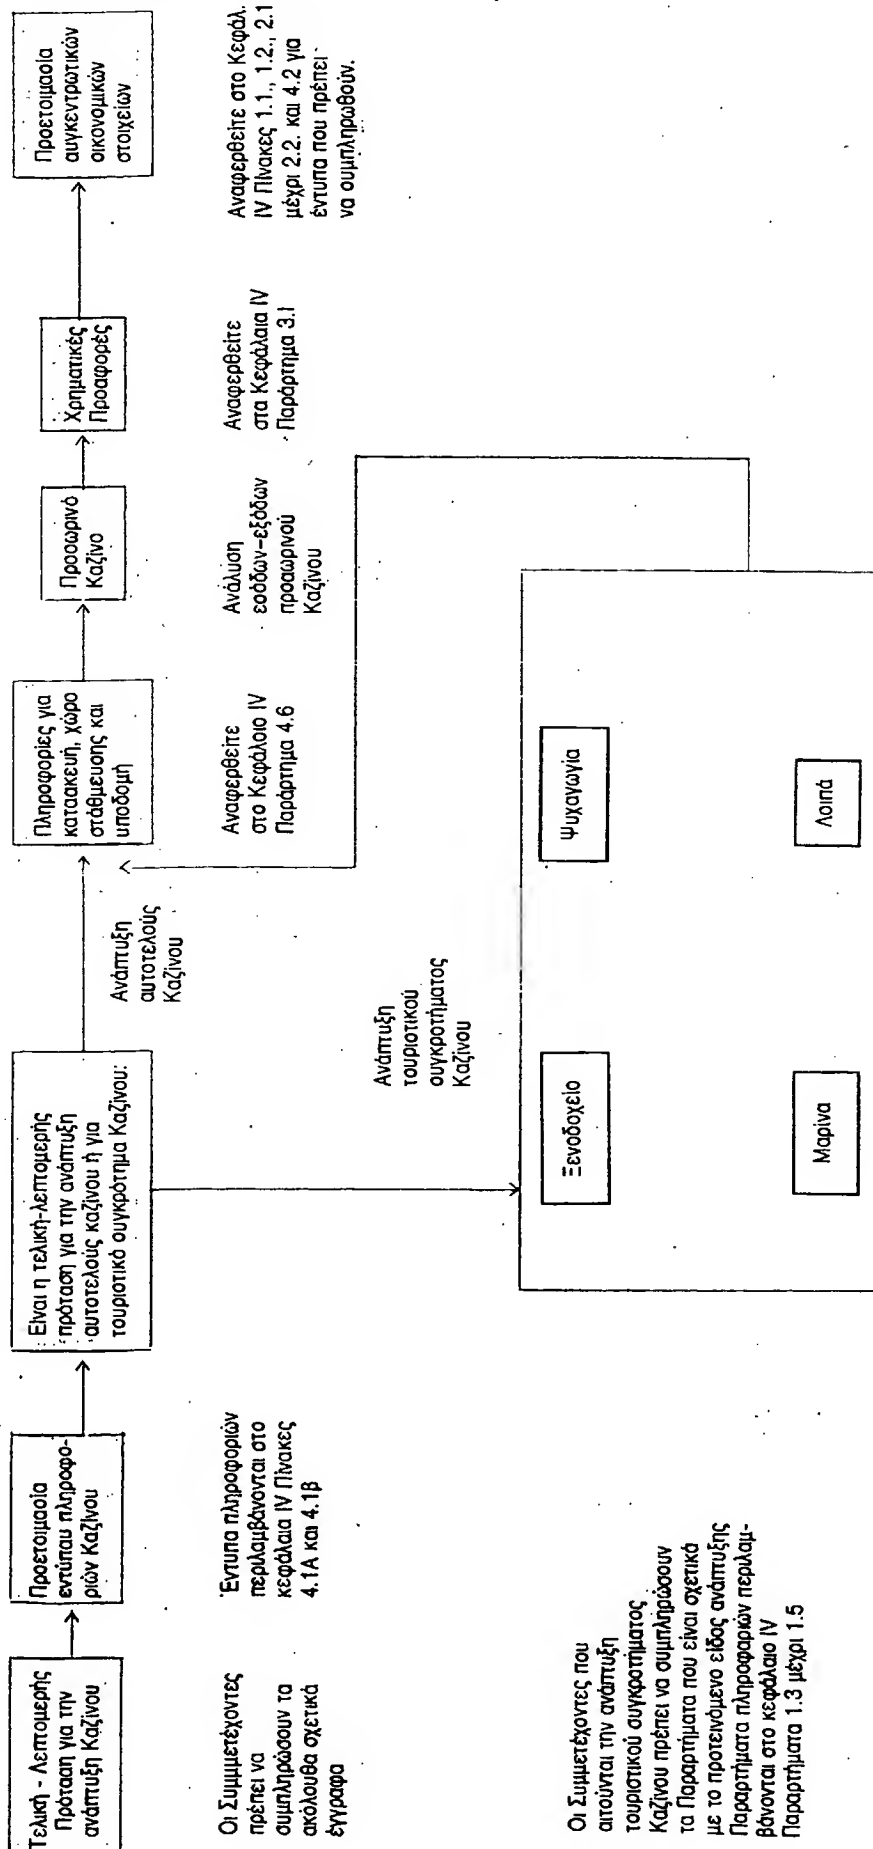 Τελική - Λεπτομερής
Πρόταση για την
ανάπτυξη Καζίνου
Προετοιμασία
εντύπου πληροφο-
ριών Καζίνου
Είναι η τελική-λεπτομερής
πρόταση για την ανάπτυξη
αυτοτελούς καζίνου ή για
τουριστικό συγκρότημα Καζίνου:
Ανάπτυξη
αυτοτελούς
Καζίνου
Πληροφορίες για
κατασκευή, χώρο
στάθμευσης και
υποδομή
Προσωρινό
Καζίνο
Χρηματικές
Προσφορές
Προετοιμασία
συγκεντρωτικών
οικονομικών
στοιχείων
Οι Συμμμετέχοντες
πρέπει να
συμπληρώσουν τα
ακόλουθα σχετικά
έγγραφα
Έντυπα πληροφοριών
περιλαμβάνονται στο
κεφάλαια IV Πίνακες
4.1Α και 4.1β
Αναφερθείτε
στο Κεφάλοιο IV
Παράρτημα 4.6
Ανάλυση
εσόδων-εξόδων
προσωρινού
Καζίνου
Αναφερθείτε
στα Κεφάλαια IV
Παράρτημα 3.1
Αναφερθείτε στο Κεφάλ.
IV Πίνακες 1.1., 1.2., 2.1
μέχρι 2.2. και 4.2 για
έντυπα που πρέπει
να συμπληρωθούν.
Ανάπτυξη
τουριστικού
συγκροτήματος
Καζίνου
Οι Συμμετέχοντες που
αιτούνται την ανάπτυξη
τουριστικού συγκροτήματος
Καζίνου πρέπει να συμπληρώσουν
τα Παραρτήματα που είναι σχετικά
με το προτεινόμενο είδος ανάπτυξης
Παραρτήματα πληροφοριών περιλαμ-
βάνονται στο κεφάλαιο IV
Παραρτήματα 1.3 μέχρι 1.5
Ξενοδοχείο
Ψυχαγωγία
Μαρίνα
Λοιπά